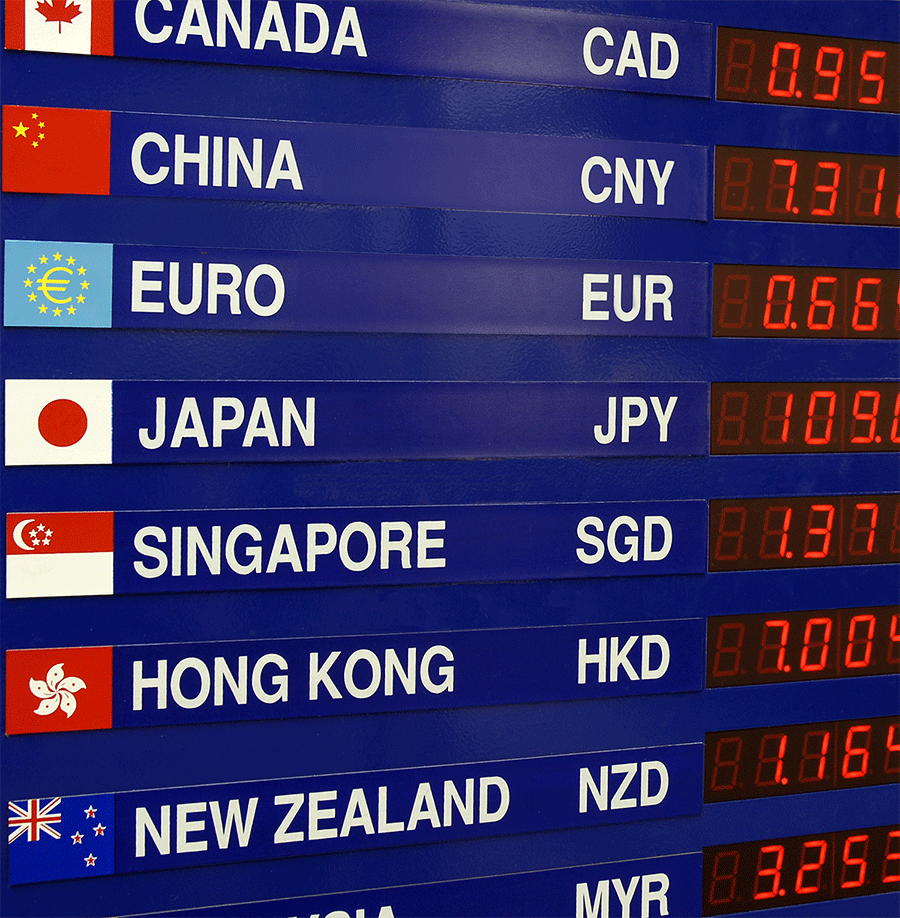 CANADA CAD 0.95
CHINA CNY 7.31
€ EURO EUR 0.66
JAPAN JPY 109.
SINGAPORE SGD 1.37
HONG KONG HKD 7.00
NEW ZEALAND NZD 1.16
MYR 3.253